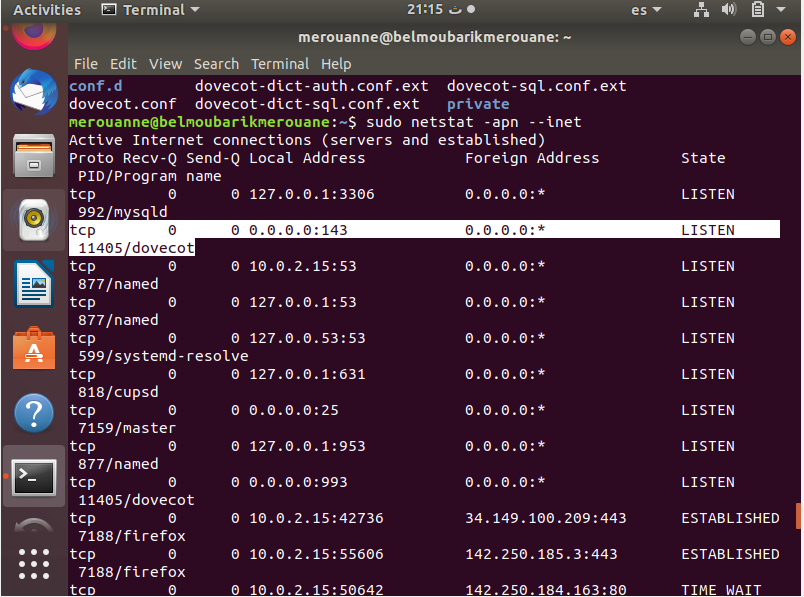 Activities Terminal 21:15 ث es
merouanne@belmoubarikmerouane: ~
File Edit View Search Terminal Help
conf.d dovecot-dict-auth.conf.ext dovecot-sql.conf.ext
dovecot.conf dovecot-dict-sql.conf.ext private
merouanne@belmoubarikmerouane:~$ sudo netstat -apn --inet
Active Internet connections (servers and established)
Proto Recv-Q Send-Q Local Address Foreign Address State
PID/Program name
tcp 0 0 127.0.0.1:3306 0.0.0.0:* LISTEN
992/mysqld
tcp 0 0 0.0.0.0:143 0.0.0.0:* LISTEN
11405/dovecot
tcp 0 0 10.0.2.15:53 0.0.0.0:* LISTEN
877/named
tcp 0 0 127.0.0.1:53 0.0.0.0:* LISTEN
877/named
tcp 0 0 127.0.0.53:53 0.0.0.0:* LISTEN
599/systemd-resolve
tcp 0 0 127.0.0.1:631 0.0.0.0:* LISTEN
818/cupsd
tcp 0 0 0.0.0.0:25 0.0.0.0:* LISTEN
7159/master
tcp 0 0 127.0.0.1:953 0.0.0.0:* LISTEN
877/named
tcp 0 0 0.0.0.0:993 0.0.0.0:* LISTEN
11405/dovecot
tcp 0 0 10.0.2.15:42736 34.149.100.209:443 ESTABLISHED
7188/firefox
tcp 0 0 10.0.2.15:55606 142.250.185.3:443 ESTABLISHED
7188/firefox
tcp 0 0 10.0.2.15:50642 142.250.184.163:80 TIME_WAIT